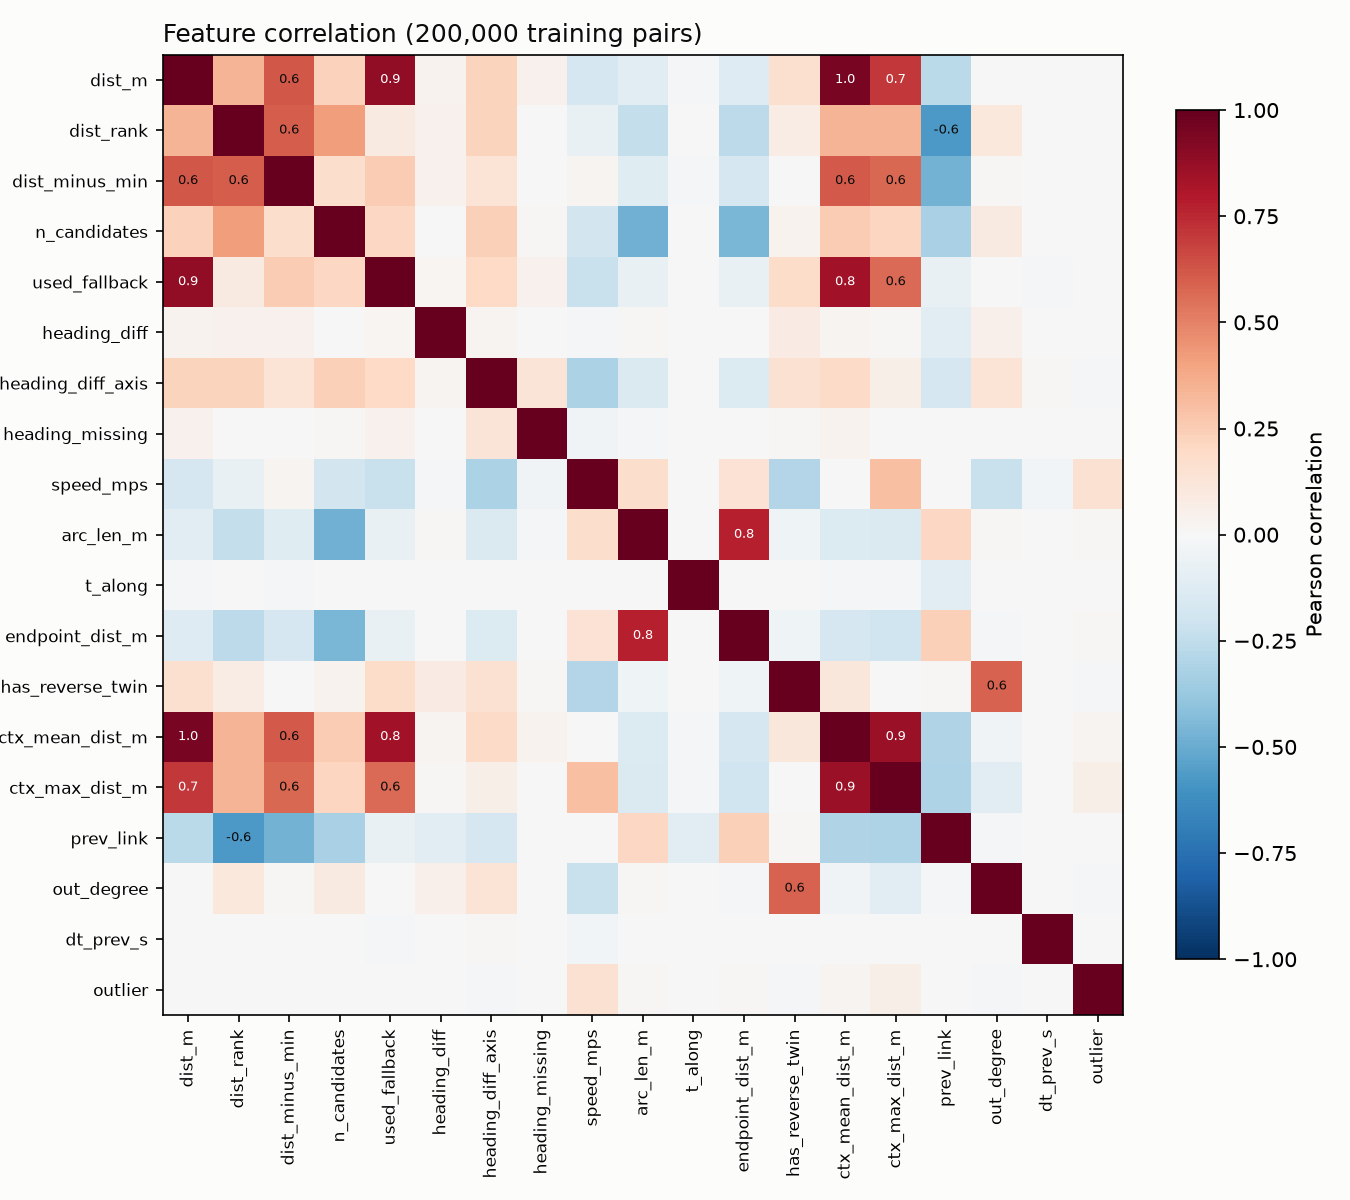 Feature correlation (200,000 training pairs)
dist_m 0.6 0.9 1.0 0.7
dist_rank 0.6 -0.6
dist_minus_min 0.6 0.6 0.6 0.6
n_candidates
used_fallback 0.9 0.8 0.6
heading_diff
heading_diff_axis
heading_missing
speed_mps
arc_len_m 0.8
t_along
endpoint_dist_m 0.8
has_reverse_twin 0.6
ctx_mean_dist_m 1.0 0.6 0.8 0.9
ctx_max_dist_m 0.7 0.6 0.6 0.9
prev_link -0.6
out_degree 0.6
dt_prev_s
outlier
dist_m
dist_rank
dist_minus_min
n_candidates
used_fallback
heading_diff
heading_diff_axis
heading_missing
speed_mps
arc_len_m
t_along
endpoint_dist_m
has_reverse_twin
ctx_mean_dist_m
ctx_max_dist_m
prev_link
out_degree
dt_prev_s
outlier
1.00
0.75
0.50
0.25
0.00
−0.25
−0.50
−0.75
−1.00
Pearson correlation